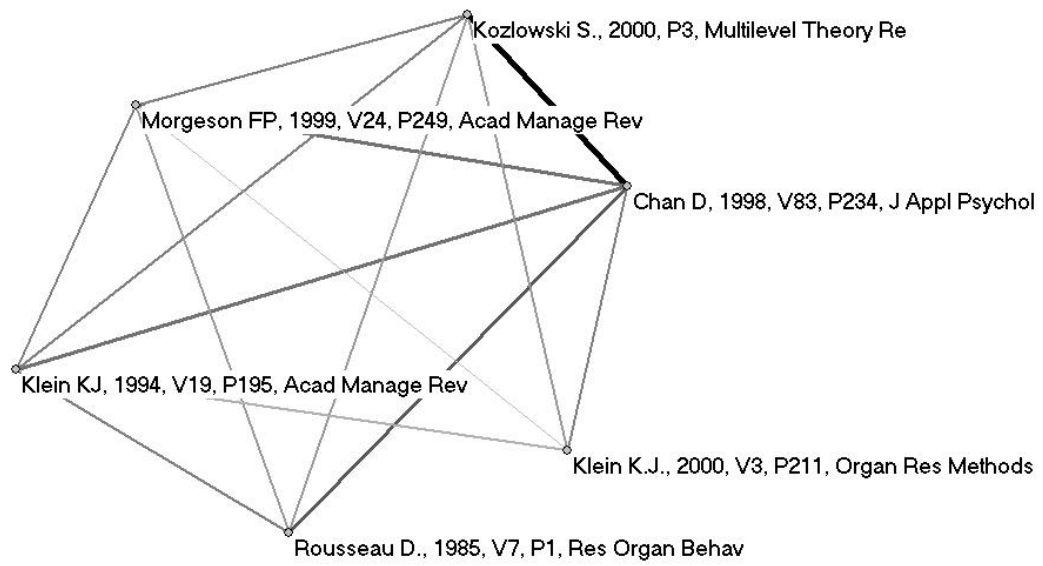 Kozlowski S., 2000, P3, Multilevel Theory Re
Morgeson FP, 1999, V24, P249, Acad Manage Rev
Chan D, 1998, V83, P234, J Appl Psychol
Klein KJ, 1994, V19, P195, Acad Manage Rev
Klein K.J., 2000, V3, P211, Organ Res Methods
Rousseau D., 1985, V7, P1, Res Organ Behav